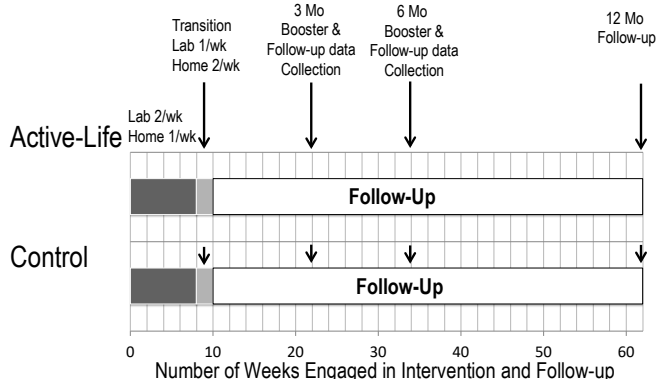 Transition
Lab 1/wk
Home 2/wk
3 Mo
Booster &
Follow-up data
Collection
6 Mo
Booster &
Follow-up data
Collection
12 Mo
Follow-up
Lab 2/wk
Home 1/wk
Active-Life
Follow-Up
Control
Follow-Up
0 10 20 30 40 50 60
Number of Weeks Engaged in Intervention and Follow-up